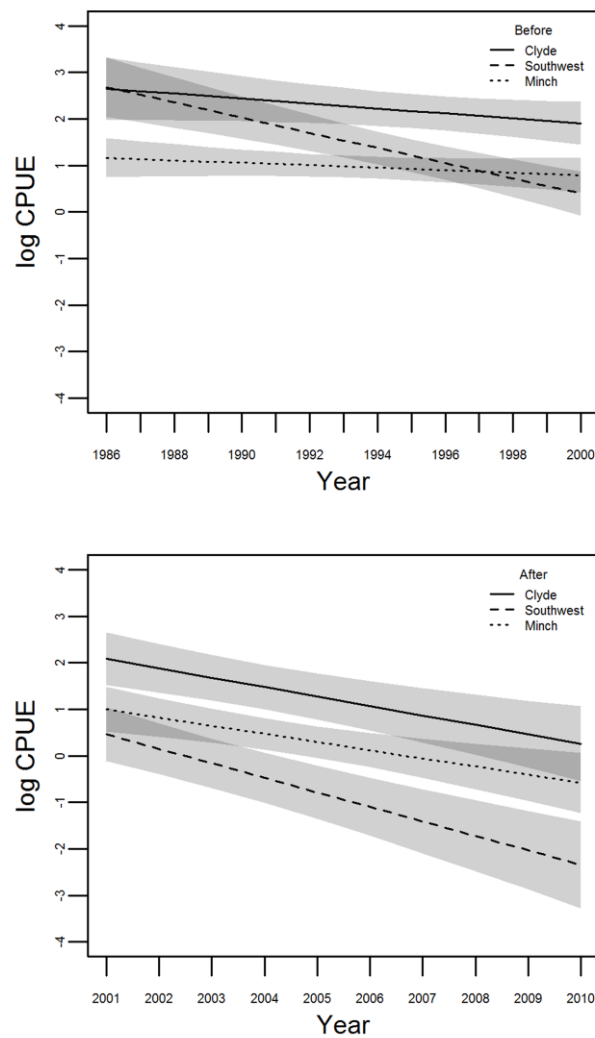 Before
Clyde
Southwest
Minch
4
3
2
1
0
-1
-2
-3
-4
log CPUE
1986 1988 1990 1992 1994 1996 1998 2000
Year
After
Clyde
Southwest
Minch
4
3
2
1
0
-1
-2
-3
-4
log CPUE
2001 2002 2003 2004 2005 2006 2007 2008 2009 2010
Year